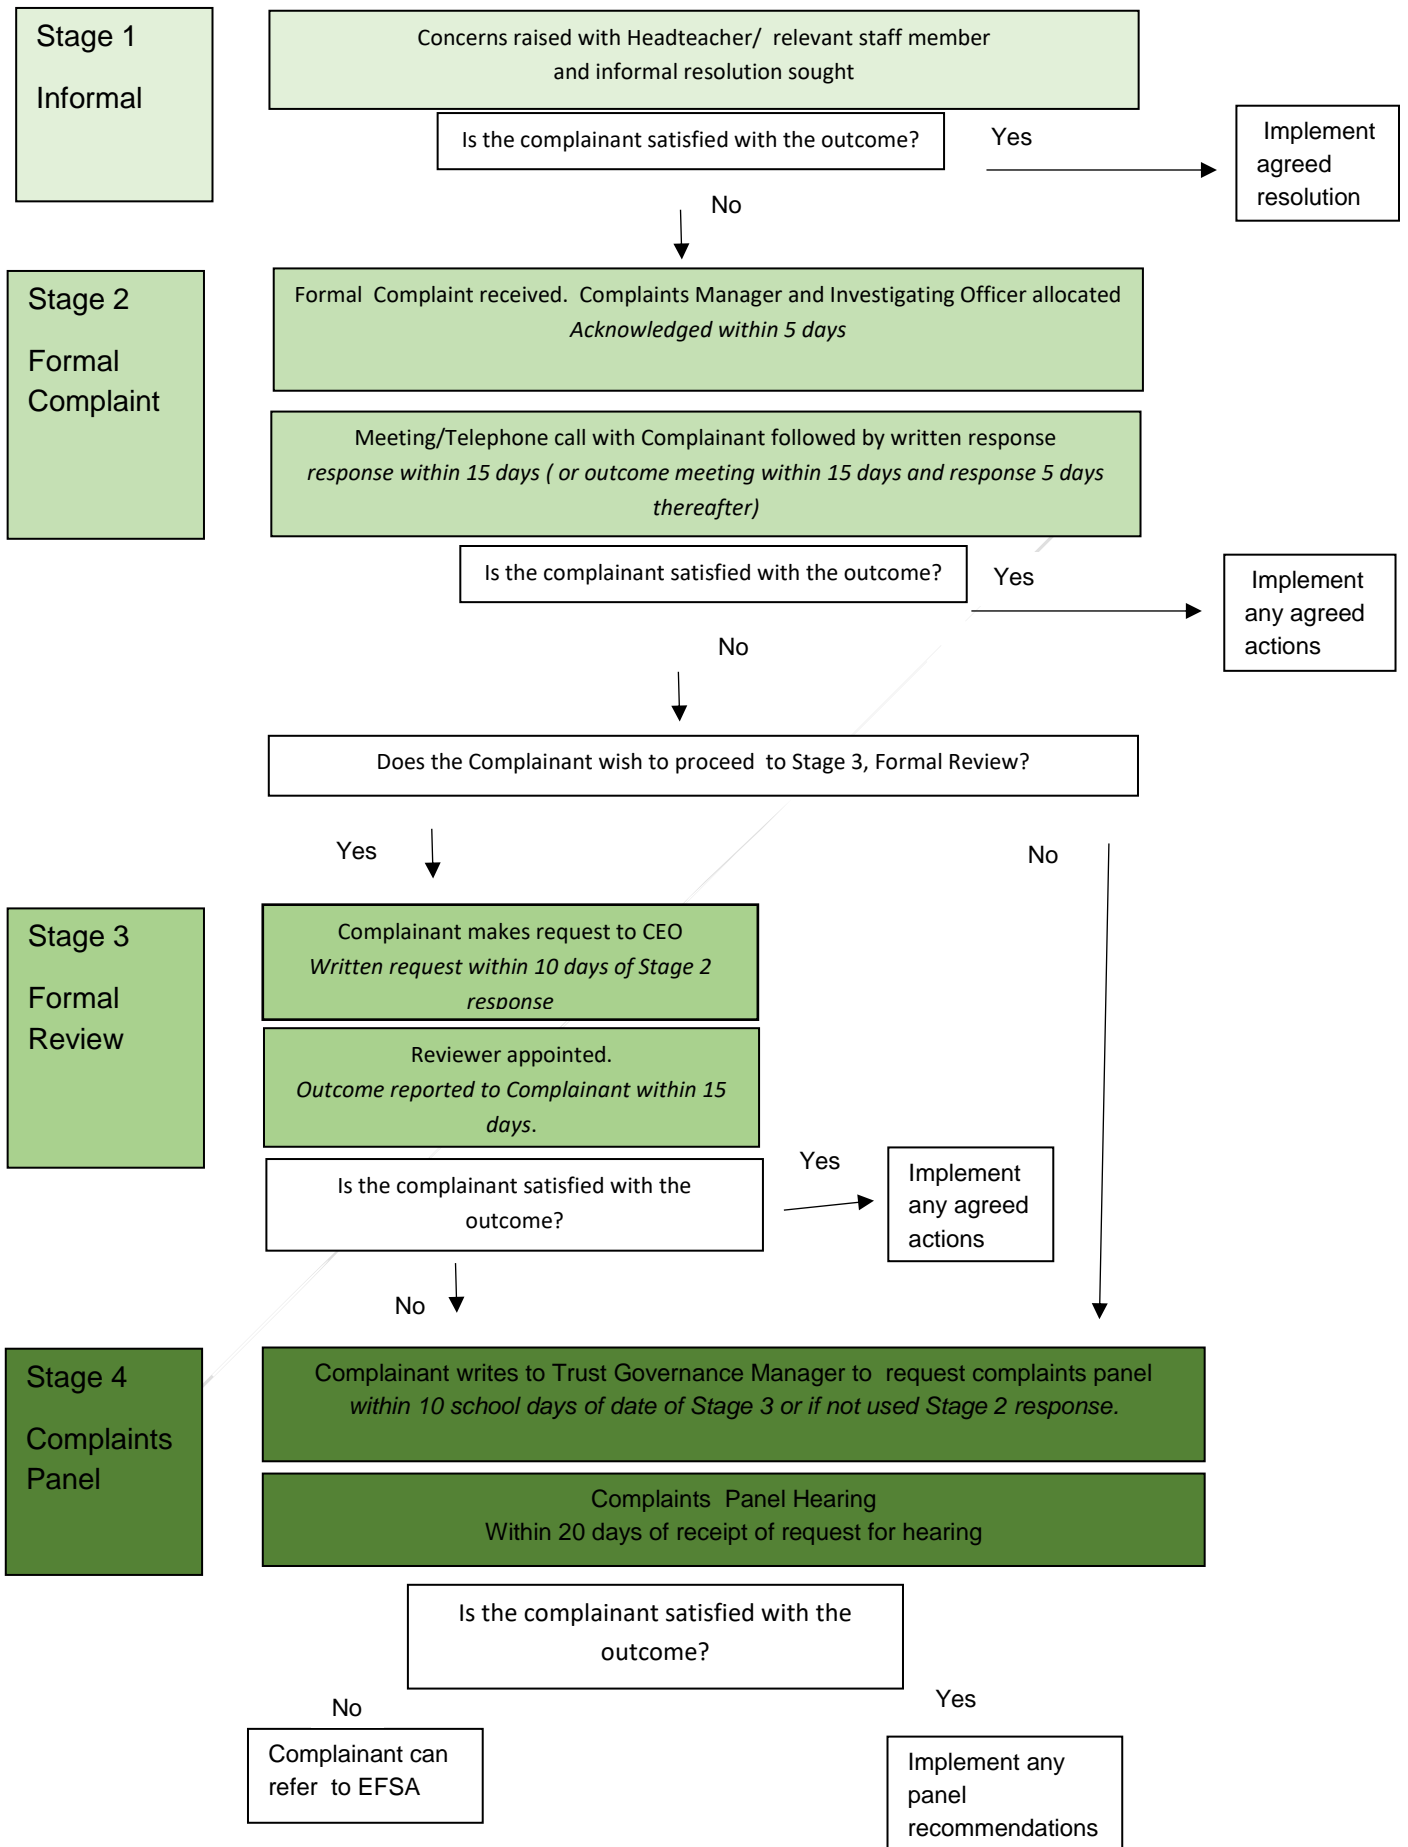 Stage 1
Informal
Concerns raised with Headteacher/ relevant staff member
and informal resolution sought
Is the complainant satisfied with the outcome?
Yes
Implement
agreed
resolution
No
Stage 2
Formal
Complaint
Formal Complaint received. Complaints Manager and Investigating Officer allocated
Acknowledged within 5 days
Meeting/Telephone call with Complainant followed by written response
response within 15 days ( or outcome meeting within 15 days and response 5 days
thereafter)
Is the complainant satisfied with the outcome?
Yes
Implement
any agreed
actions
No
Does the Complainant wish to proceed to Stage 3, Formal Review?
Yes
No
Stage 3
Formal
Review
Complainant makes request to CEO
Written request within 10 days of Stage 2
response
Reviewer appointed.
Outcome reported to Complainant within 15
days.
Is the complainant satisfied with the
outcome?
Yes
Implement
any agreed
actions
No
Stage 4
Complaints
Panel
Complainant writes to Trust Governance Manager to request complaints panel
within 10 school days of date of Stage 3 or if not used Stage 2 response.
Complaints Panel Hearing
Within 20 days of receipt of request for hearing
Is the complainant satisfied with the
outcome?
No
Complainant can
refer to EFSA
Yes
Implement any
panel
recommendations